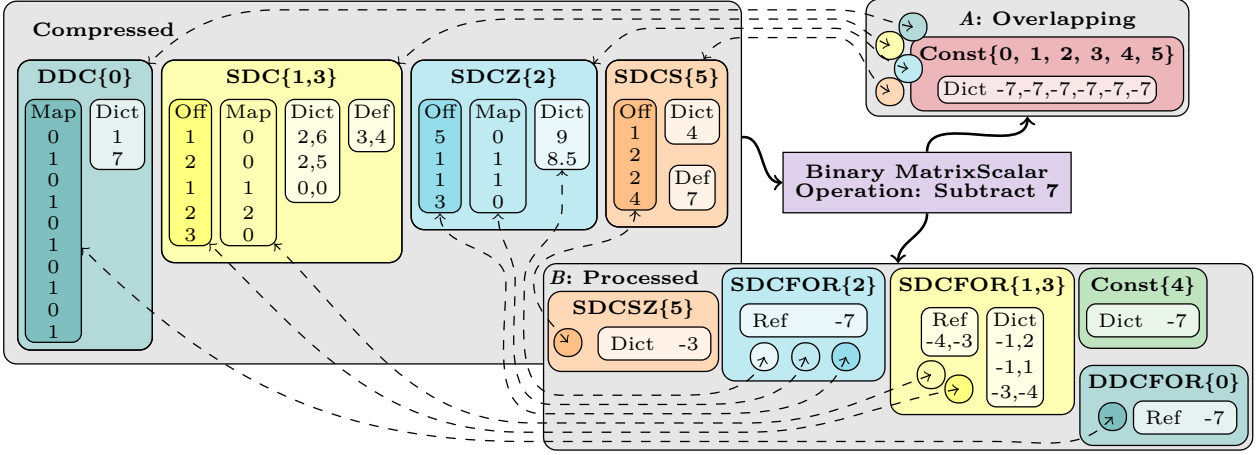 Compressed
DDC{0}
Map
0
1
0
1
0
1
0
1
0
1
Dict
1
7
SDC{1,3}
Off
1
2
1
2
3
Map
0
0
1
2
0
Dict
2,6
2,5
0,0
Def
3,4
SDCZ{2}
Off
5
1
1
3
Map
0
1
1
0
Dict
9
8.5
SDCS{5}
Off
1
2
2
4
Dict
4
Def
7
A: Overlapping
Const{0, 1, 2, 3, 4, 5}
Dict -7,-7,-7,-7,-7,-7
Binary MatrixScalar
Operation: Subtract 7
B: Processed
SDCSZ{5}
Dict -3
SDCFOR{2}
Ref -7
SDCFOR{1,3}
Ref
-4,-3
Dict
-1,2
-1,1
-3,-4
Const{4}
Dict -7
DDCFOR{0}
Ref -7